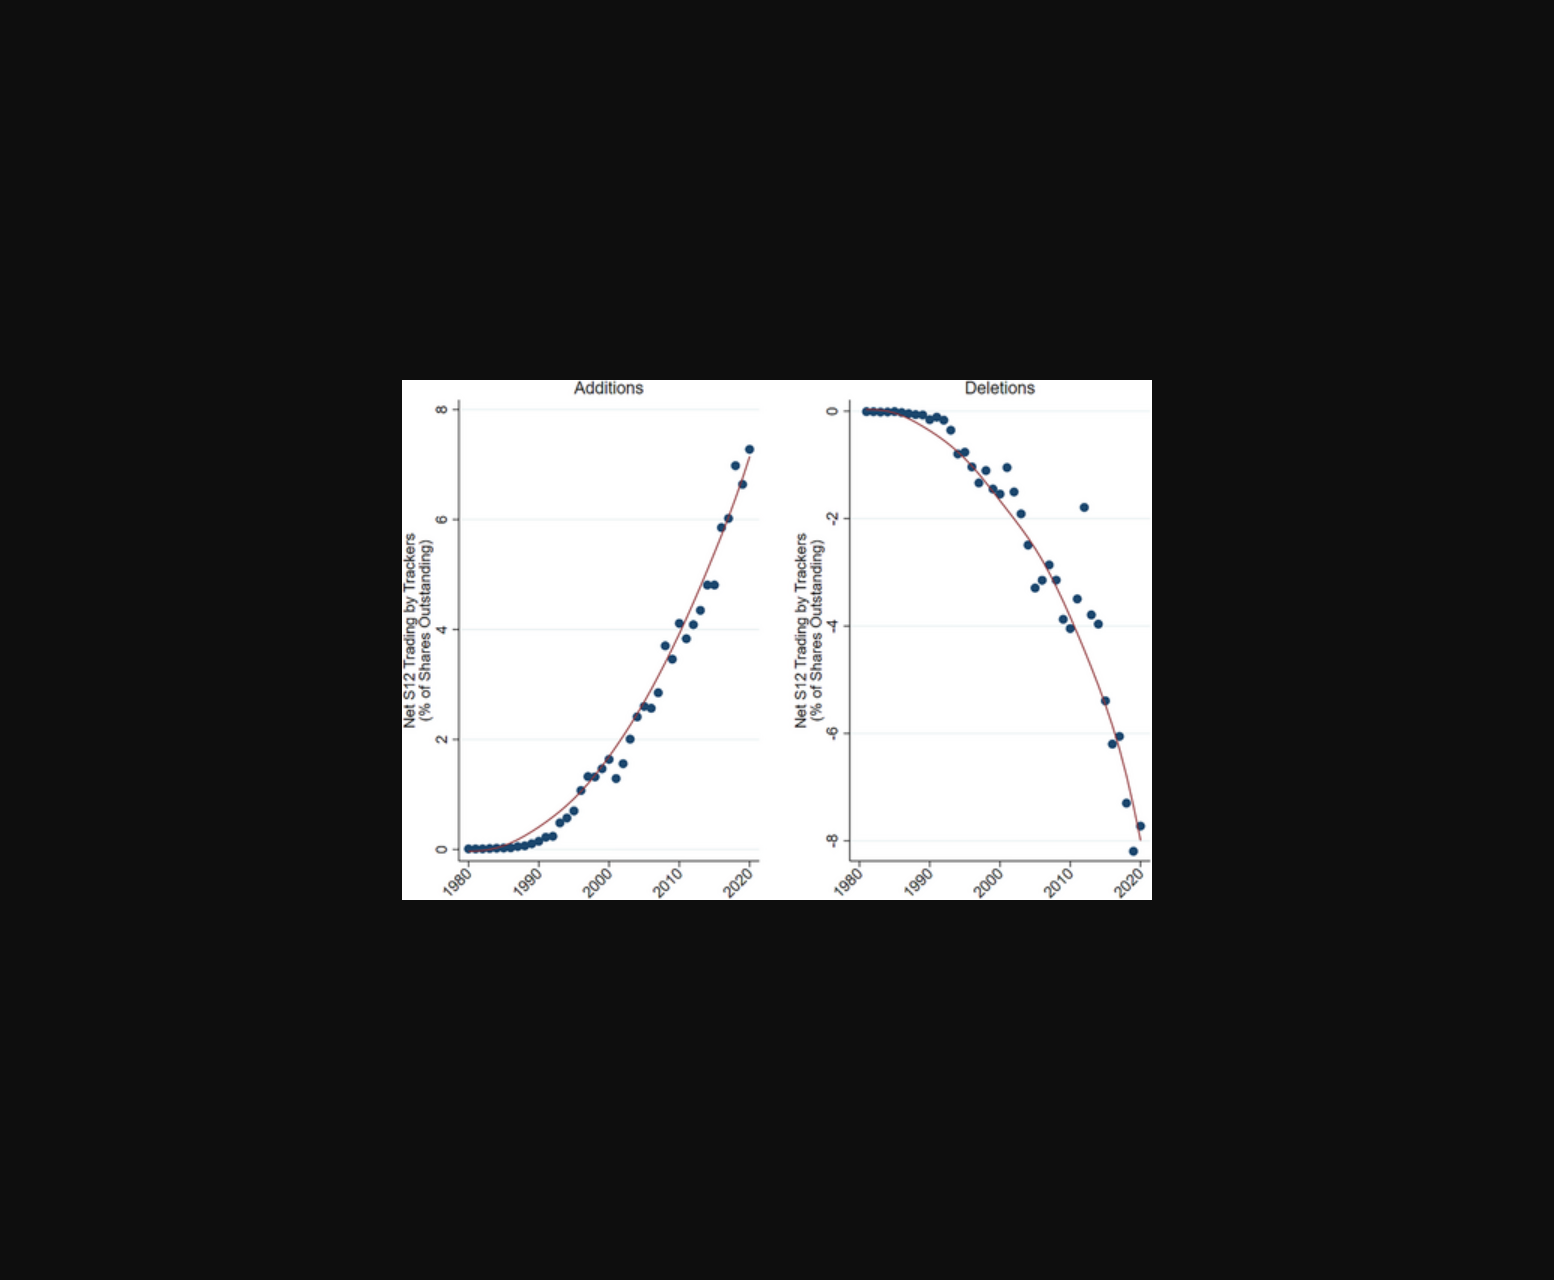 Additions
Net S12 Trading by Trackers
(% of Shares Outstanding)
8
6
4
2
0
1980 1990 2000 2010 2020
Deletions
Net S12 Trading by Trackers
(% of Shares Outstanding)
0
-2
-4
-6
-8
1980 1990 2000 2010 2020